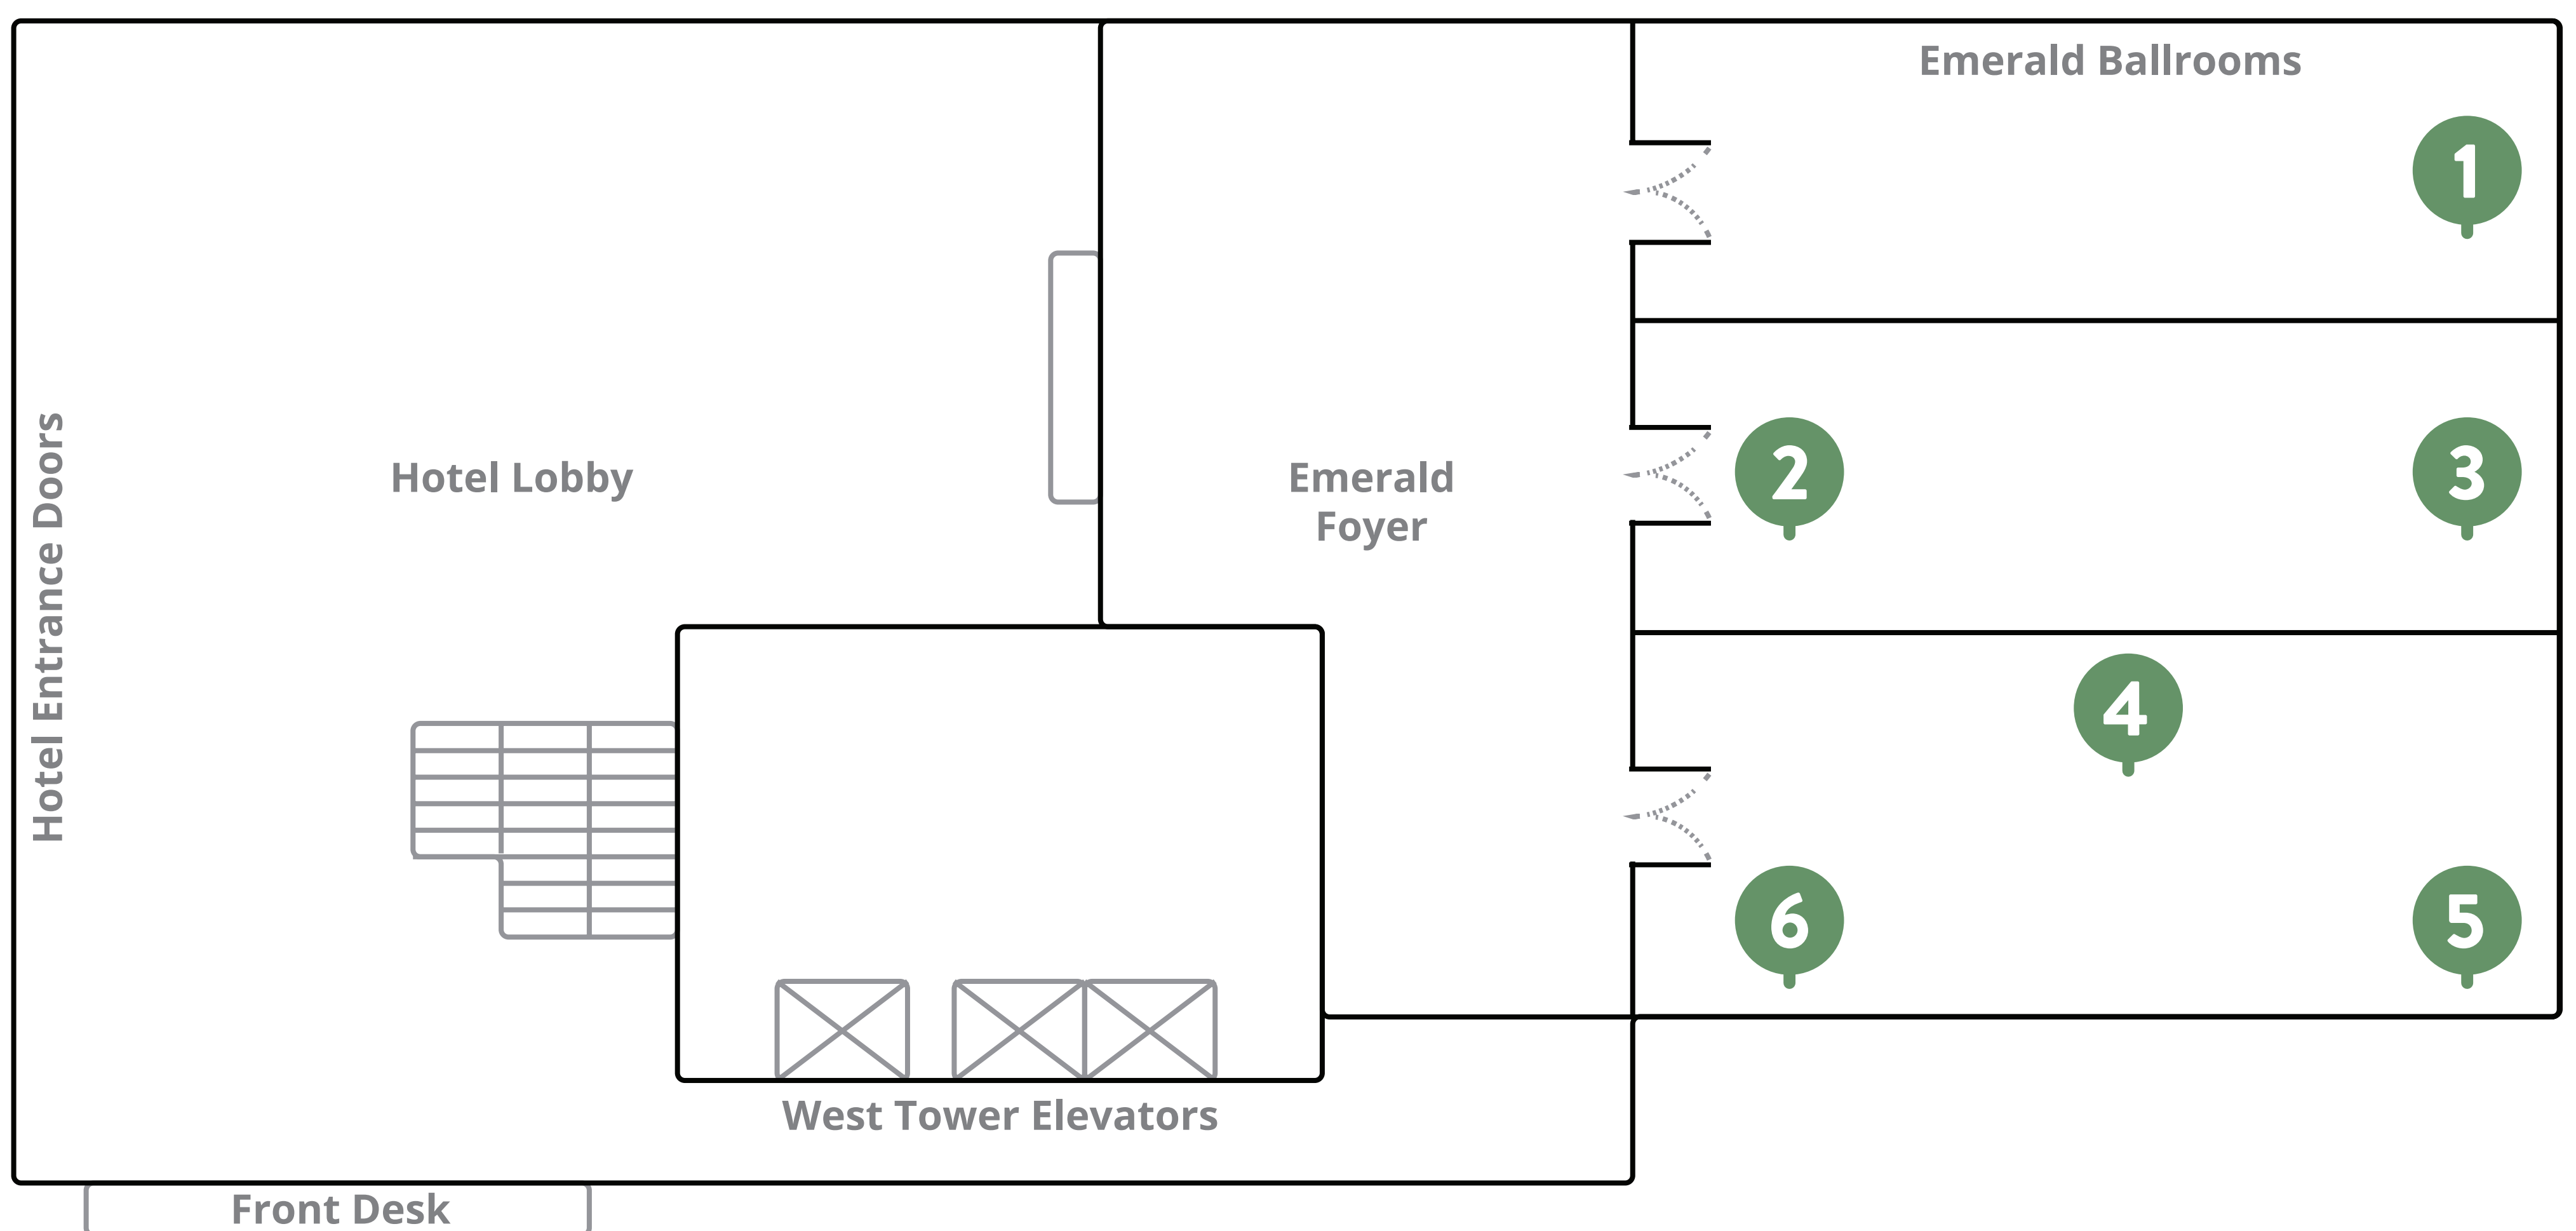 Emerald Ballrooms
1
Hotel Entrance Doors
Hotel Lobby
Emerald
Foyer
2
3
4
6
5
West Tower Elevators
Front Desk